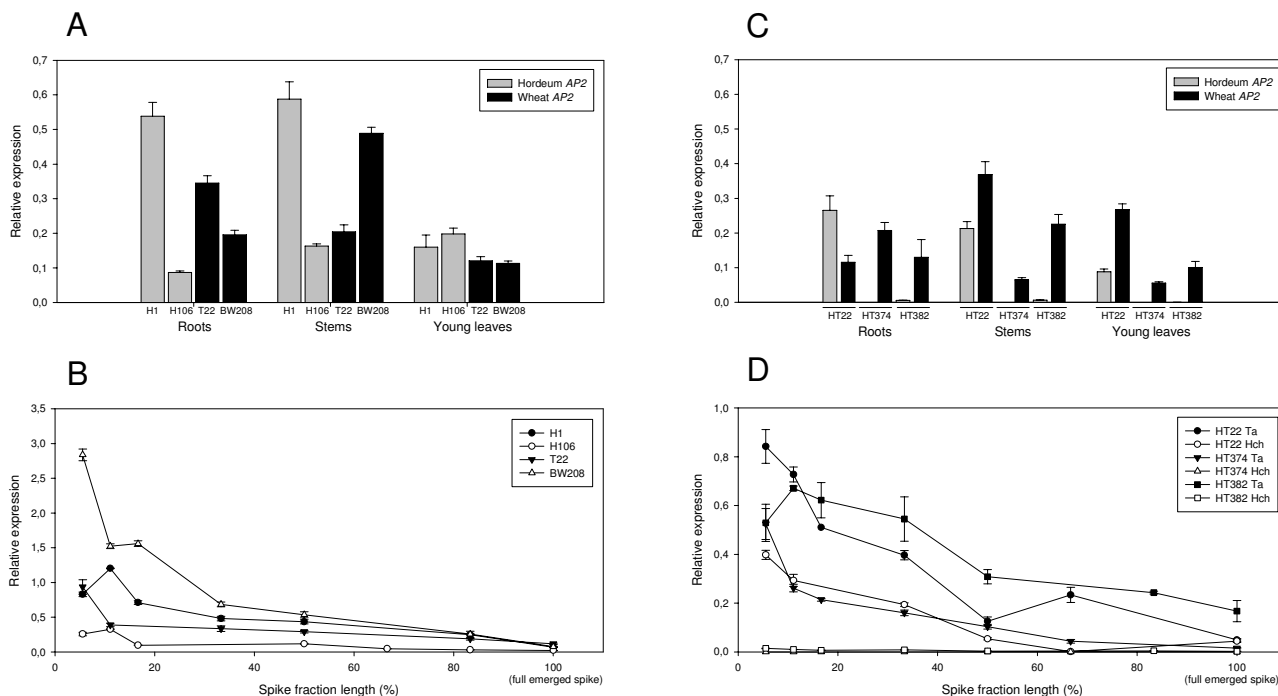 A
0,7
0,6
0,5
0,4
0,3
0,2
0,1
0,0
Relative expression
Hordeum AP2
Wheat AP2
H1 H106 T22 BW208 H1 H106 T22 BW208 H1 H106 T22 BW208
Roots Stems Young leaves
B
3,5
3,0
2,5
2,0
1,5
1,0
0,5
0,0
Relative expression
H1
H106
T22
BW208
0 20 40 60 80 100
Spike fraction length (%)
(full emerged spike)
C
0,7
0,6
0,5
0,4
0,3
0,2
0,1
0,0
Relative expression
Hordeum AP2
Wheat AP2
HT22 HT374 HT382 HT22 HT374 HT382 HT22 HT374 HT382
Roots Stems Young leaves
D
1,0
0,8
0,6
0,4
0,2
0,0
Relative expression
HT22 Ta
HT22 Hch
HT374 Ta
HT374 Hch
HT382 Ta
HT382 Hch
0 20 40 60 80 100
Spike fraction length (%)
(full emerged spike)